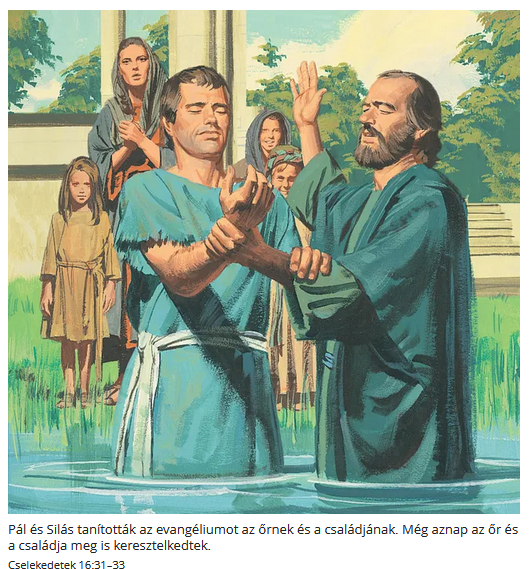 Pál és Silás tanították az evangéliumot az őrnek és a családjának. Még aznap az őr és
a családja meg is keresztelkedtek.
Cselekedetek 16:31–33